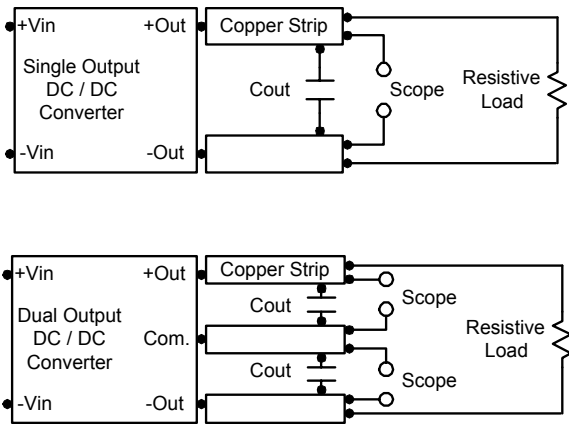 +Vin +Out Copper Strip
Single Output
DC / DC
Converter
Cout Scope
Resistive
Load
-Vin -Out
+Vin +Out Copper Strip
Cout Scope
Dual Output
DC / DC
Converter
Com.
Resistive
Load
Cout Scope
-Vin -Out